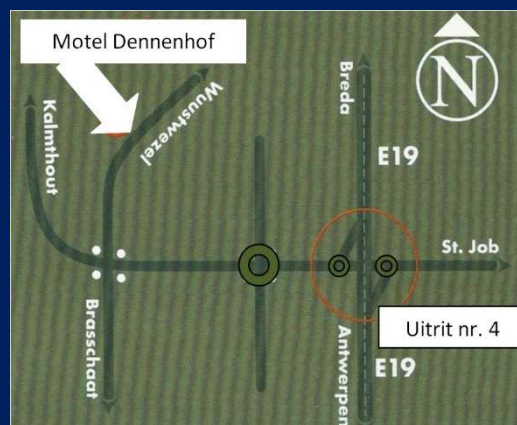 Motel Dennenhof
Kalmthout
Wuustwezel
Breda
N
E19
St. Job
Brasschaat
Antwerpen
Uitrit nr. 4
E19